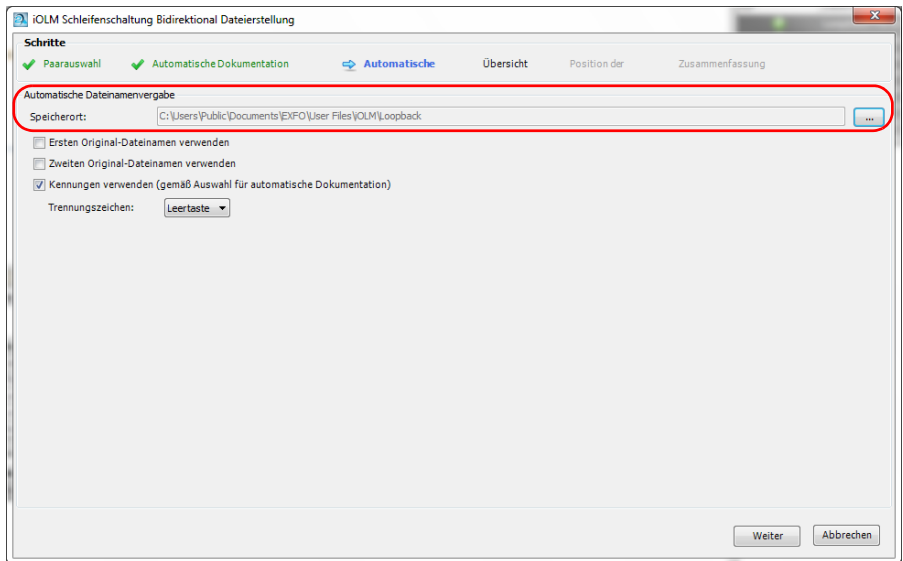 iOLM Schleifenschaltung Bidirektional Dateierstellung
Schritte
Paarauswahl Automatische Dokumentation Automatische Übersicht Position der Zusammenfassung
Automatische Dateinamenvergabe
Speicherort: C:\Users\Public\Documents\EXFO\User Files\iOLM\Loopback ...
Ersten Original-Dateinamen verwenden
Zweiten Original-Dateinamen verwenden
Kennungen verwenden (gemäß Auswahl für automatische Dokumentation)
Trennungszeichen: Leertaste
Weiter Abbrechen